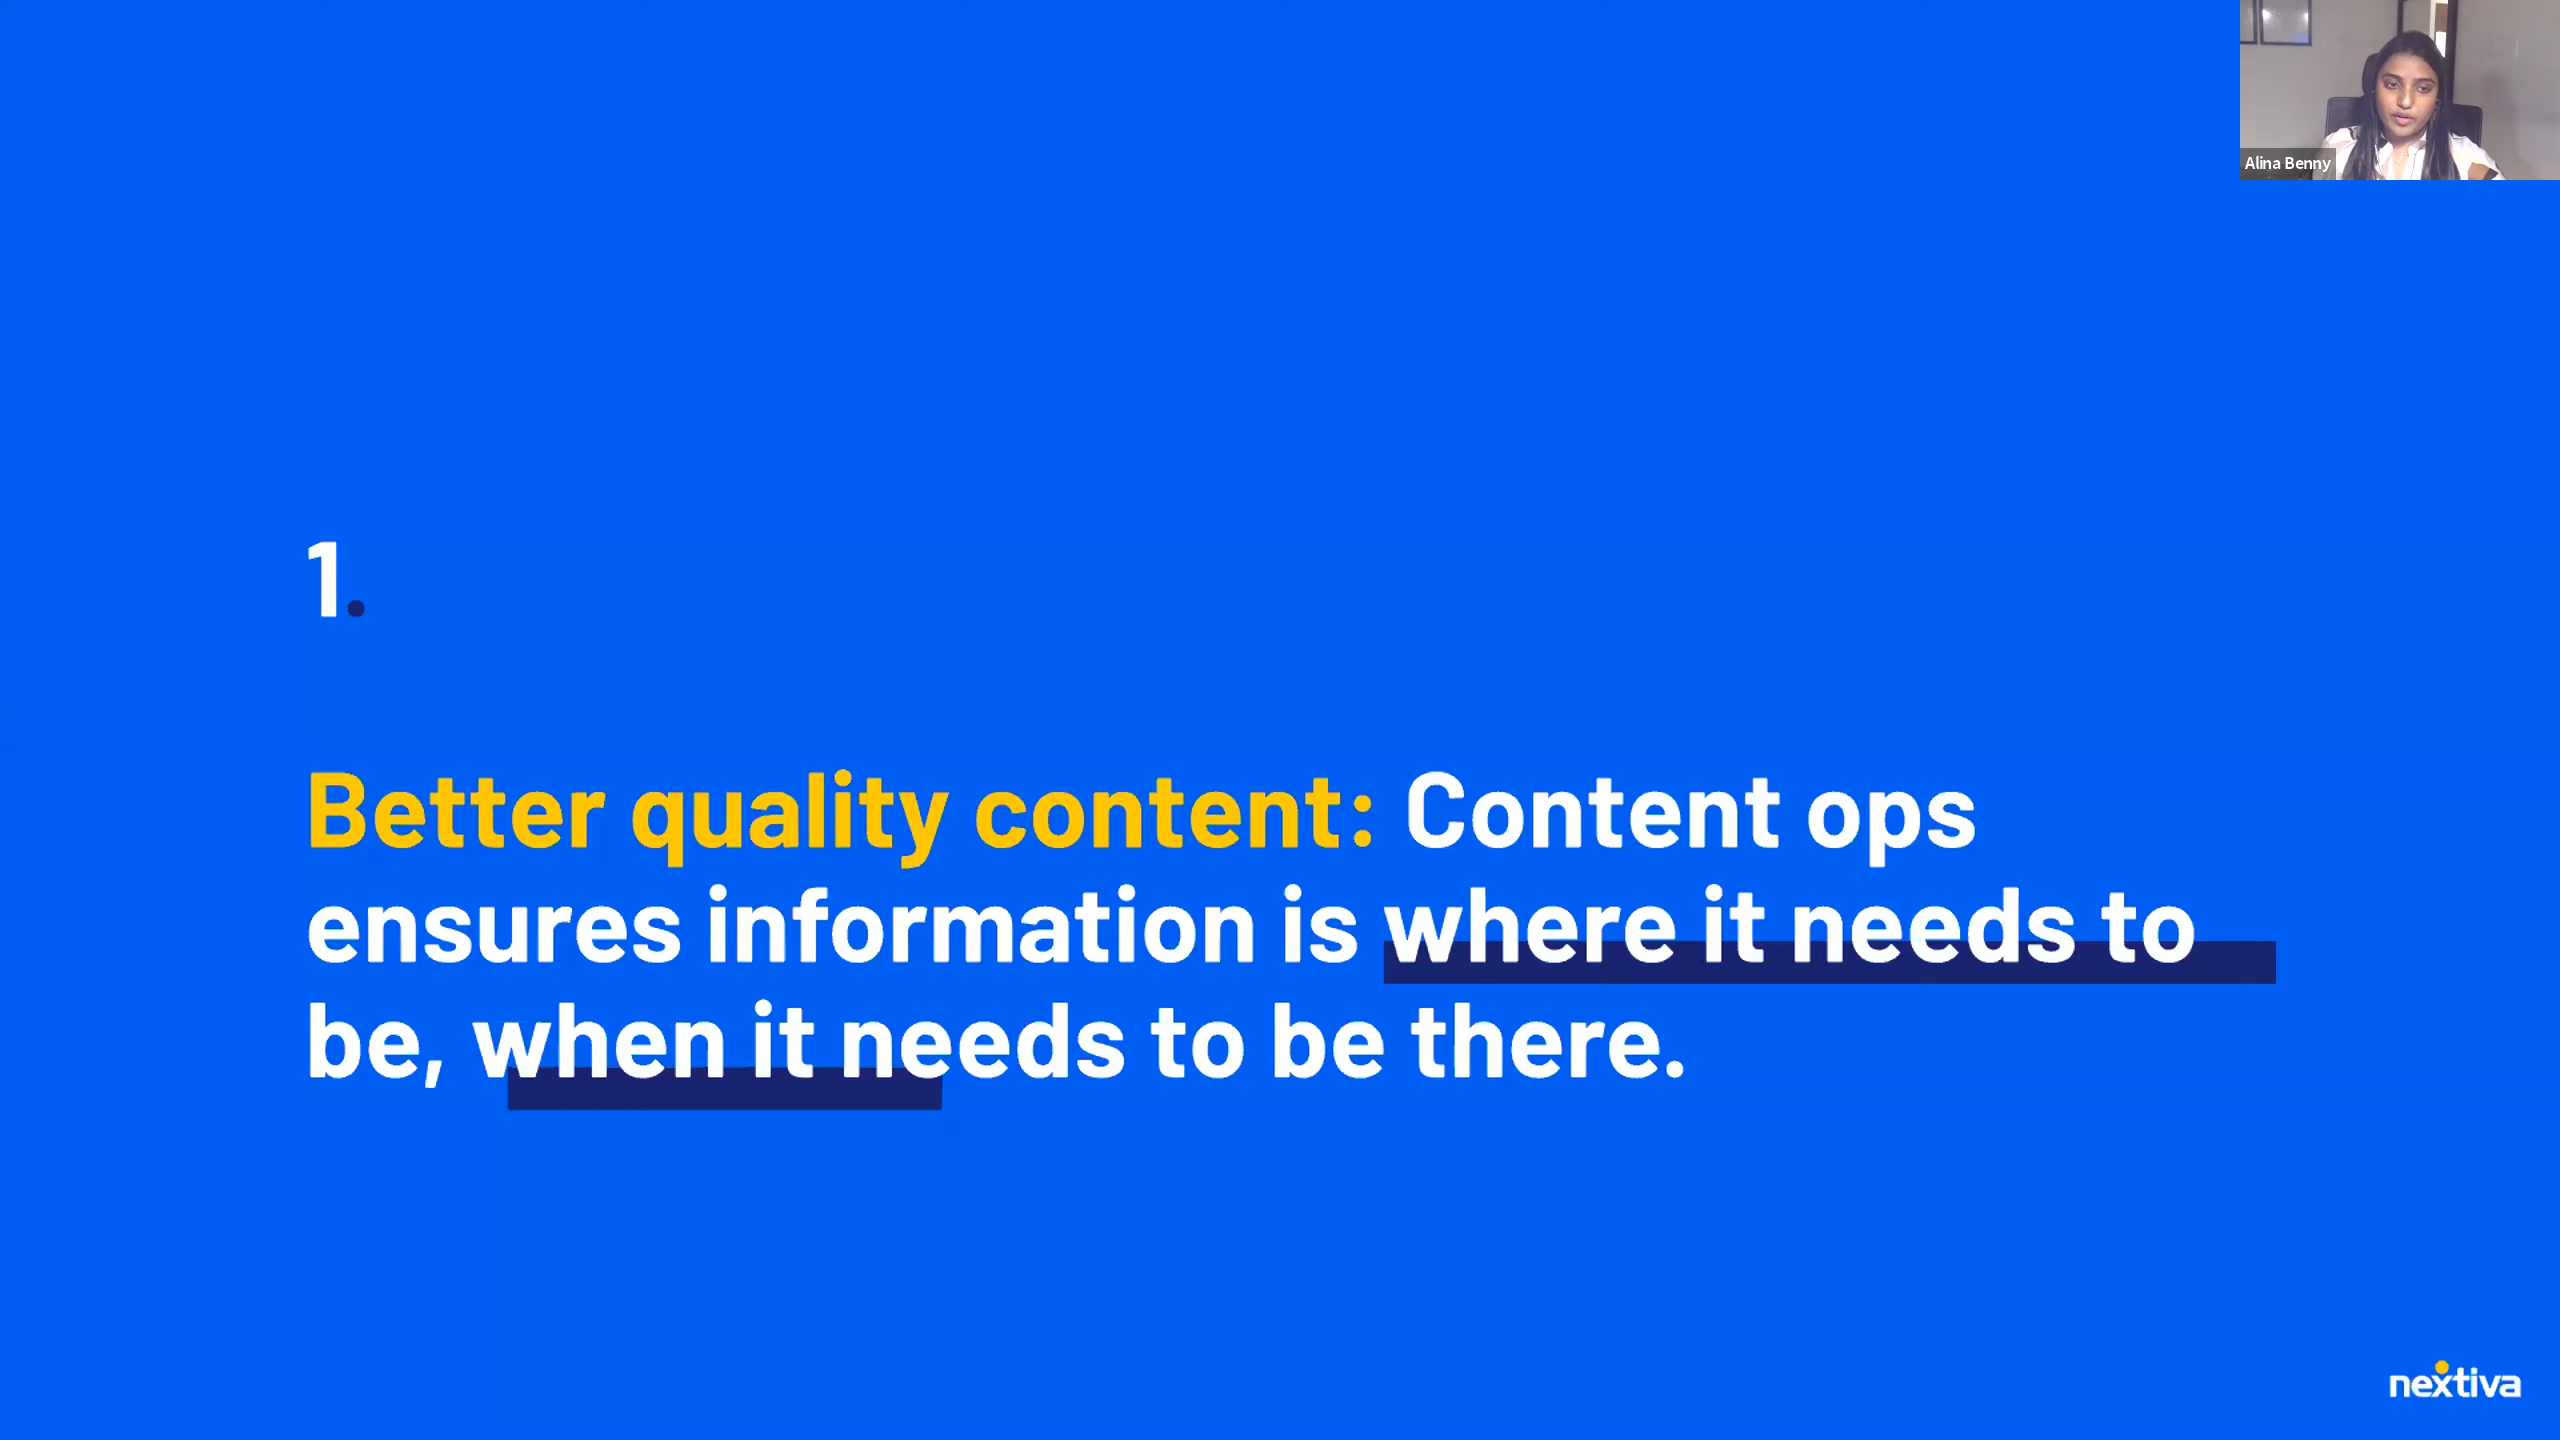 Alina Benny
1.
Better quality content: Content ops
ensures information is where it needs to
be, when it needs to be there.
nextiva